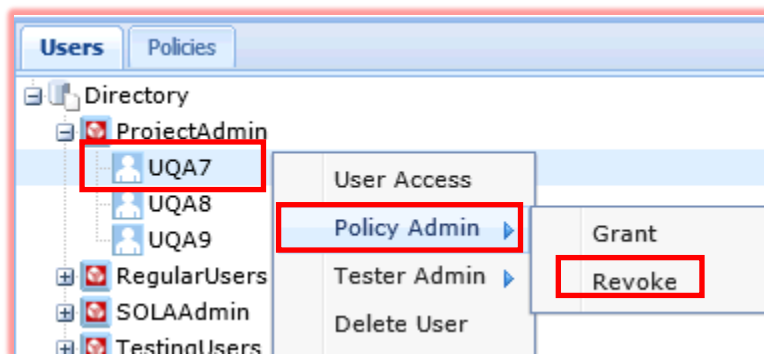 Users Policies
Directory
ProjectAdmin
UQA7
User Access
UQA8
Policy Admin
Grant
UQA9
RegularUsers
Tester Admin
Revoke
SOLAAdmin
Delete User
TestingUsers